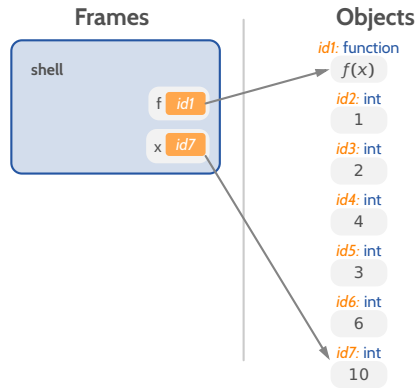 Frames
Objects
shell
f id1
x id7
id1: function
f(x)
id2: int
1
id3: int
2
id4: int
4
id5: int
3
id6: int
6
id7: int
10